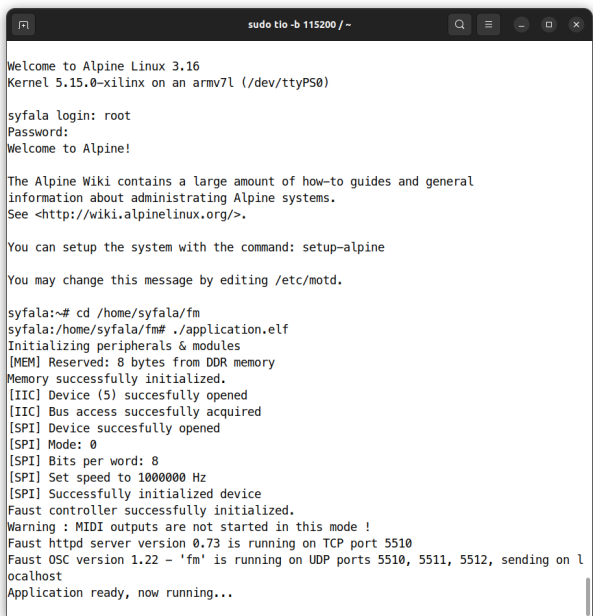 sudo tio -b 115200 / ~
Welcome to Alpine Linux 3.16
Kernel 5.15.0-xilinx on an armv7l (/dev/ttyPS0)
syfala login: root
Password:
Welcome to Alpine!
The Alpine Wiki contains a large amount of how-to guides and general
information about administrating Alpine systems.
See <http://wiki.alpinelinux.org/>.
You can setup the system with the command: setup-alpine
You may change this message by editing /etc/motd.
syfala:~# cd /home/syfala/fm
syfala:/home/syfala/fm# ./application.elf
Initializing peripherals & modules
[MEM] Reserved: 8 bytes from DDR memory
Memory successfully initialized.
[IIC] Device (5) succesfully opened
[IIC] Bus access succesfully acquired
[SPI] Device succesfully opened
[SPI] Mode: 0
[SPI] Bits per word: 8
[SPI] Set speed to 1000000 Hz
[SPI] Successfully initialized device
Faust controller successfully initialized.
Warning : MIDI outputs are not started in this mode !
Faust httpd server version 0.73 is running on TCP port 5510
Faust OSC version 1.22 - 'fm' is running on UDP ports 5510, 5511, 5512, sending on l
ocalhost
Application ready, now running...